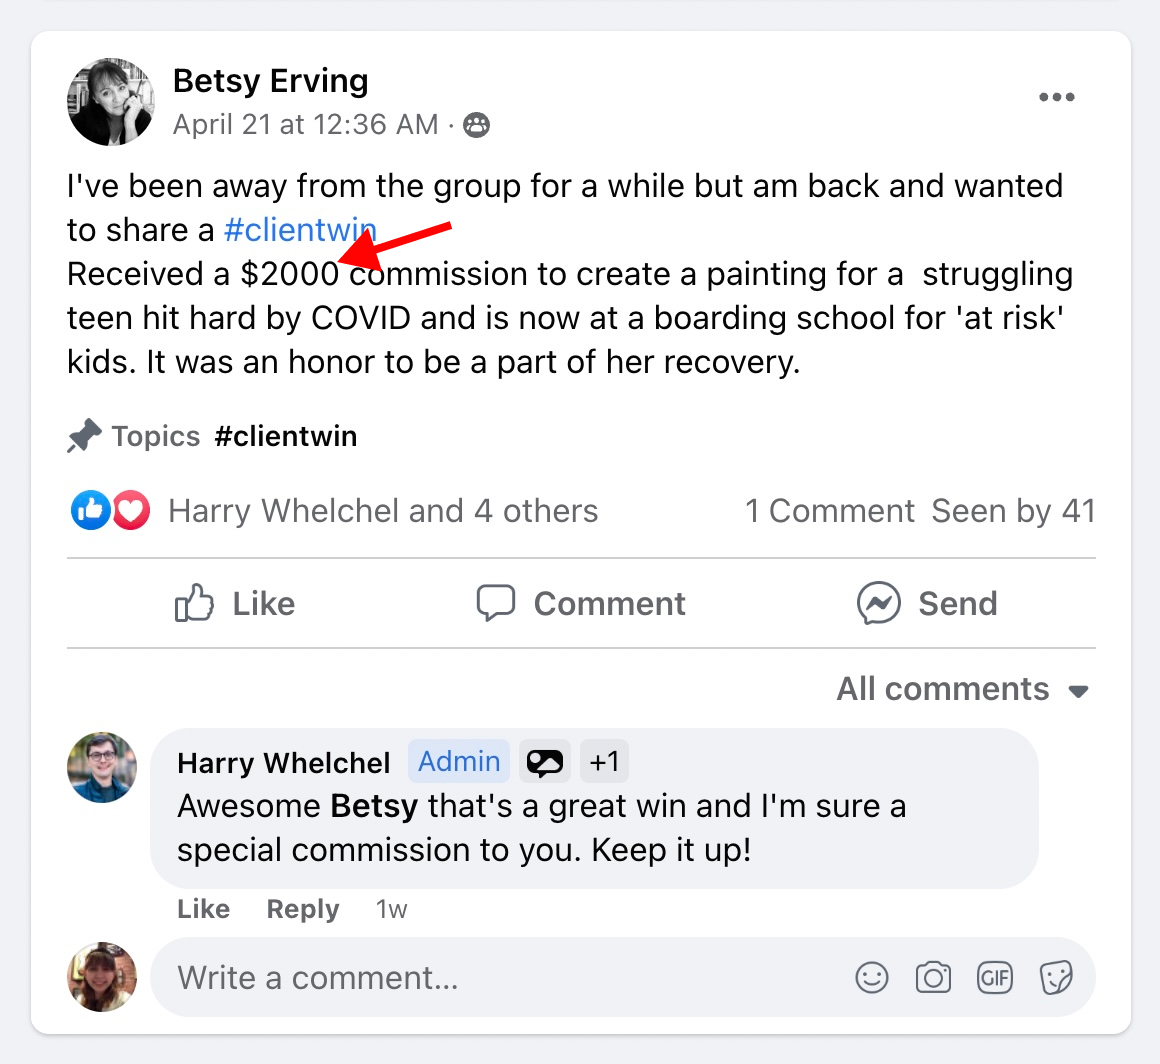 Betsy Erving
April 21 at 12:36 AM ·
I've been away from the group for a while but am back and wanted
to share a #clientwin
Received a $2000 commission to create a painting for a  struggling
teen hit hard by COVID and is now at a boarding school for 'at risk'
kids. It was an honor to be a part of her recovery.
Topics #clientwin
Harry Whelchel and 4 others 1 Comment Seen by 41
Like Comment Send
All comments
Harry Whelchel Admin +1
Awesome Betsy that's a great win and I'm sure a
special commission to you. Keep it up!
Like Reply 1w
Write a comment... GIF